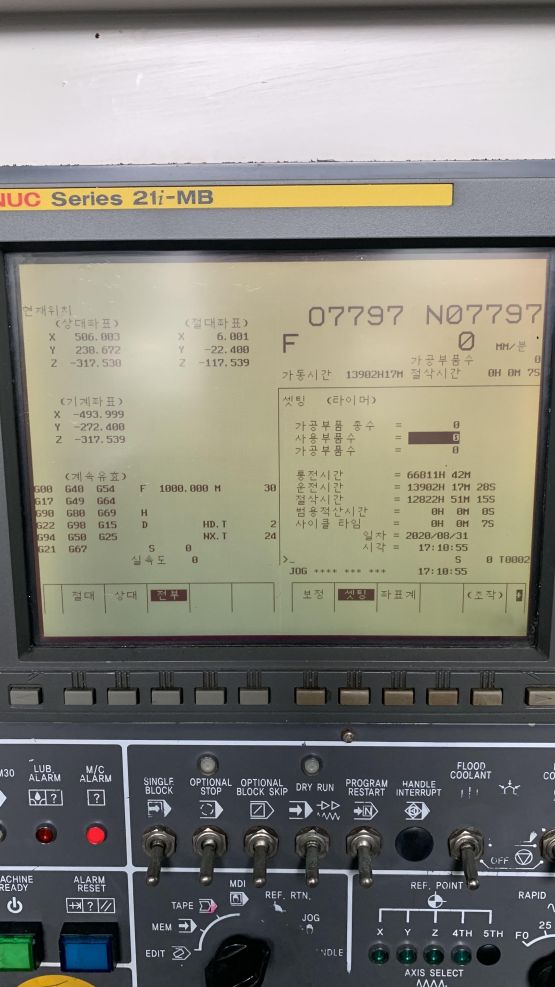 NUC Series 21i-MB
현재위치
O7797 N07797
(상대좌표) (절대좌표)
X 506.003 X 6.001
Y 238.672 Y -22.400
Z -317.530 Z -117.539
F 0 MM/분
가공부품수 0
가동시간 13902H17M 절삭시간 0H 0M 7S
(기계좌표)
X -493.999
Y -272.400
Z -317.539
셋팅 (타이머)
가공부품 총수 = 0
사용부품수 = 0
가공부품수 = 0
통전시간 = 66811H 42M
운전시간 = 13902H 17M 28S
절삭시간 = 12822H 51M 15S
범용적산시간 = 0H 0M 0S
사이클 타임 = 0H 0M 7S
일자 = 2020/08/31
시각 = 17:10:55
(계속유효)
G00 G40 G54 F 1000.000 M 30
G17 G49 G64
G90 G80 G69 H
G22 G98 G15 D HD.T 2
G94 G50 G25 NX.T 24
G21 G67
S 0
실속도 0
>_ S 0 T0002
JOG **** *** *** 17:10:55
절대 상대 전부 보정 셋팅 좌표계 (조작)
M30
LUB ALARM
M/C ALARM
SINGLE BLOCK
OPTIONAL STOP
OPTIONAL BLOCK SKIP
DRY RUN
PROGRAM RESTART
HANDLE INTERRUPT
FLOOD COOLANT
OFF
ACHINE READY
ALARM RESET
EDIT
MEM
TAPE
MDI
REF. RTN.
JOG
NDLE
REF. POINT
X Y Z 4TH 5TH
AXIS SELECT
RAPID
F0
25